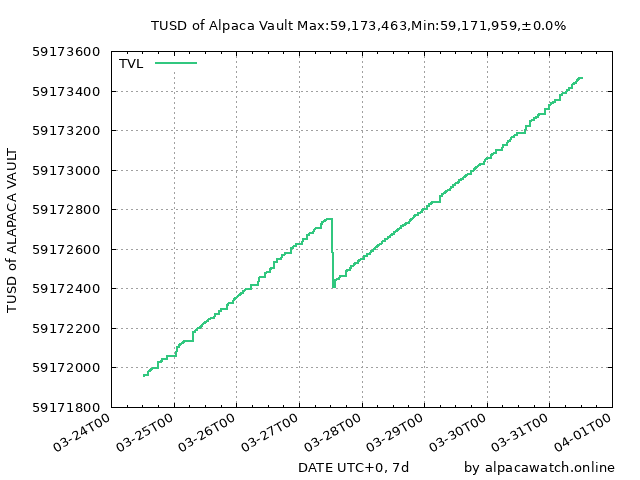 TUSD of Alpaca Vault Max:59,173,463,Min:59,171,959,±0.0%
TVL
TUSD of ALAPACA VAULT
59173600
59173400
59173200
59173000
59172800
59172600
59172400
59172200
59172000
59171800
03-24T00
03-25T00
03-26T00
03-27T00
03-28T00
03-29T00
03-30T00
03-31T00
04-01T00
DATE UTC+0, 7d
by alpacawatch.online